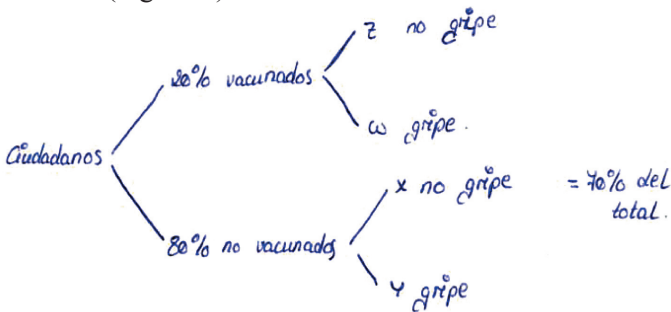 z no gripe
20% vacunados
w gripe.
Ciudadanos
x no gripe = 70% del
total.
80% no vacunados
y gripe